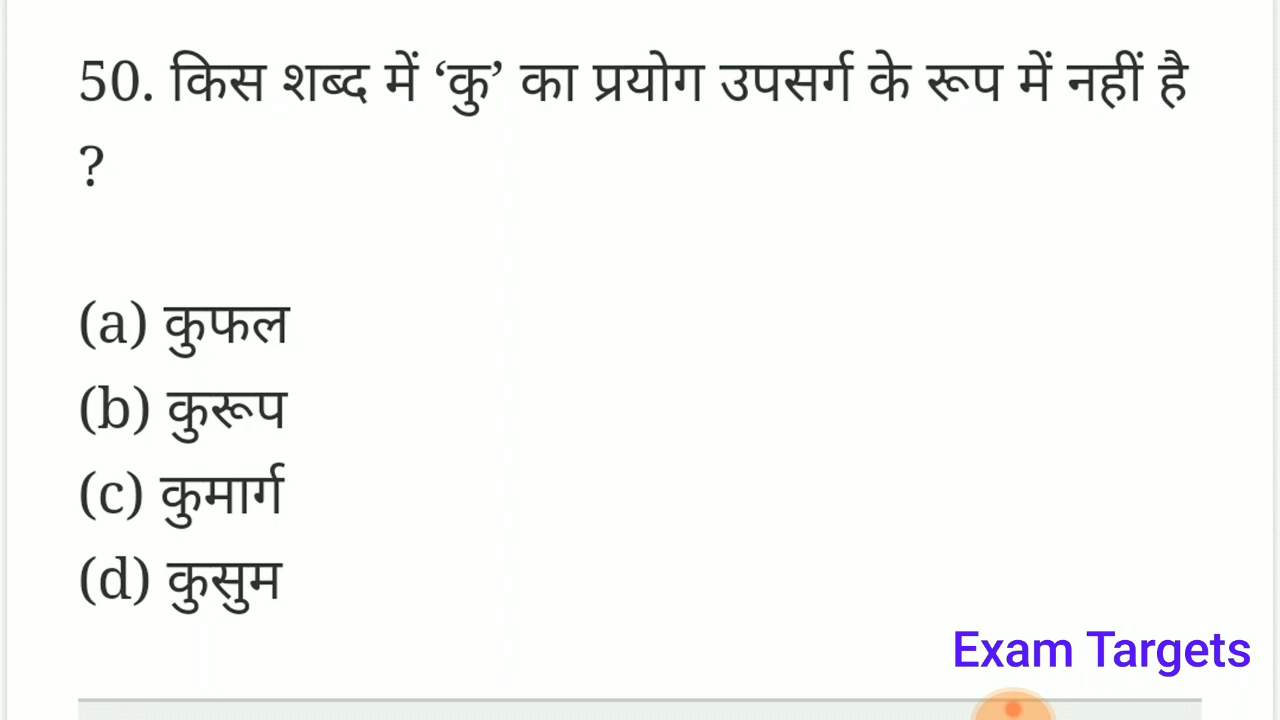 50. किस शब्द में ‘कु’ का प्रयोग उपसर्ग के रूप में नहीं है
?
(a) कुफल
(b) कुरूप
(c) कुमार्ग
(d) कुसुम
Exam Targets